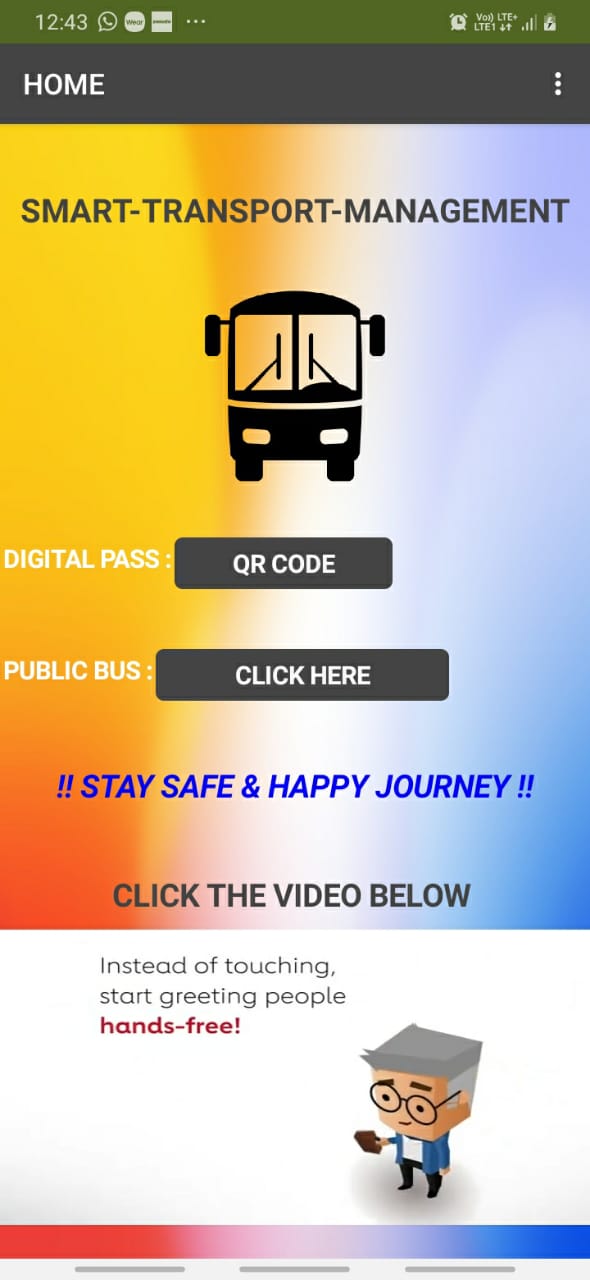 12:43 Wear ... Vo)) LTE+
LTE1
HOME
SMART-TRANSPORT-MANAGEMENT
DIGITAL PASS : QR CODE
PUBLIC BUS : CLICK HERE
!! STAY SAFE & HAPPY JOURNEY !!
CLICK THE VIDEO BELOW
Instead of touching,
start greeting people
hands-free!